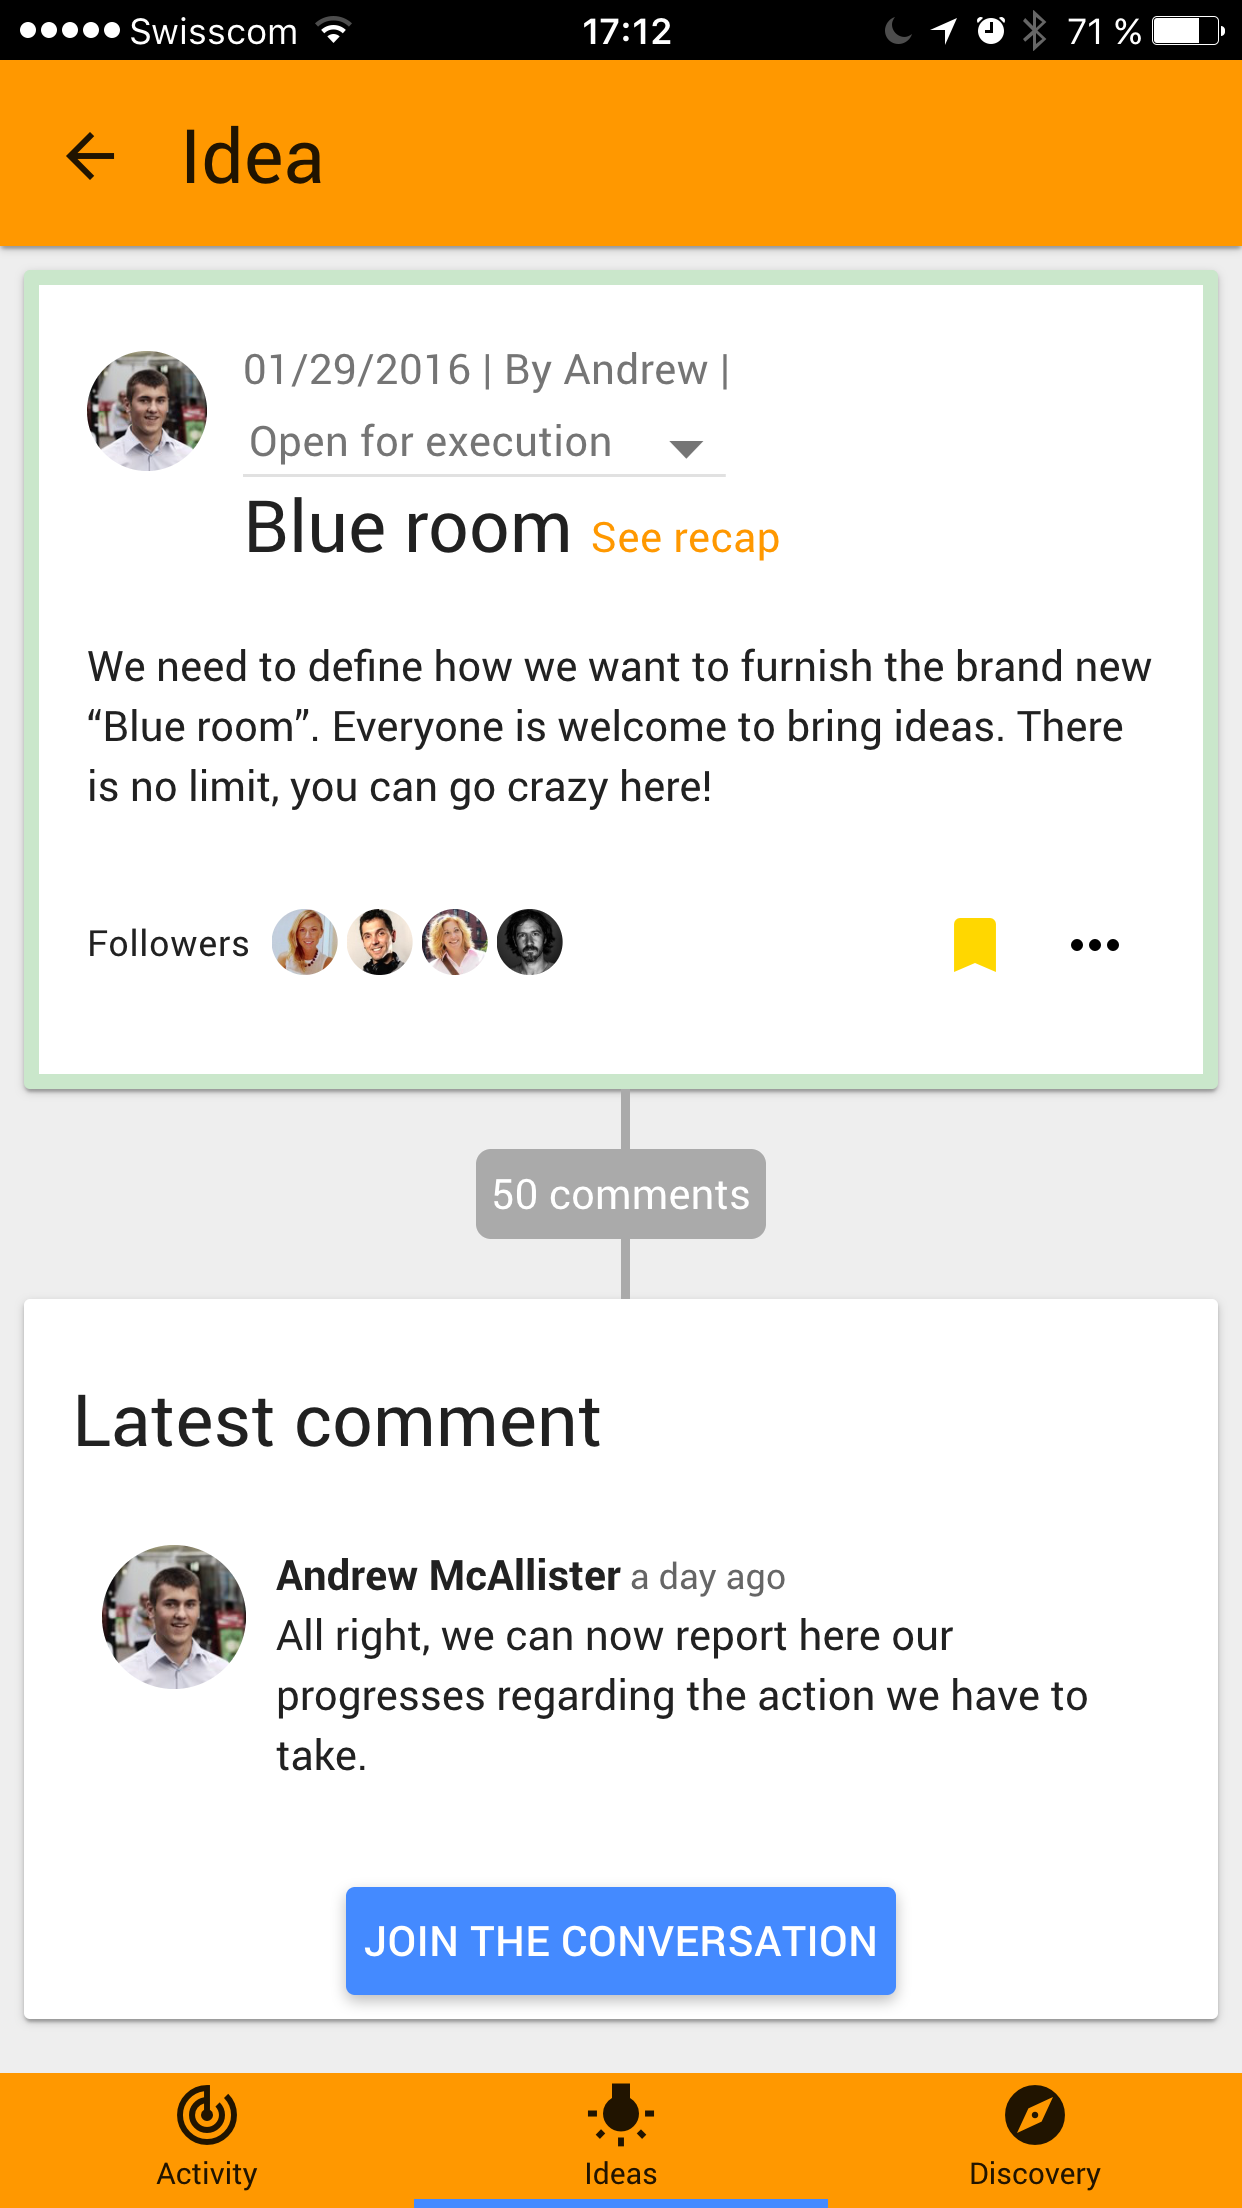 Swisscom 17:12 71 %
Idea
01/29/2016 | By Andrew |
Open for execution
Blue room See recap
We need to define how we want to furnish the brand new
“Blue room”. Everyone is welcome to bring ideas. There
is no limit, you can go crazy here!
Followers
50 comments
Latest comment
Andrew McAllister a day ago
All right, we can now report here our
progresses regarding the action we have to
take.
JOIN THE CONVERSATION
Activity Ideas Discovery